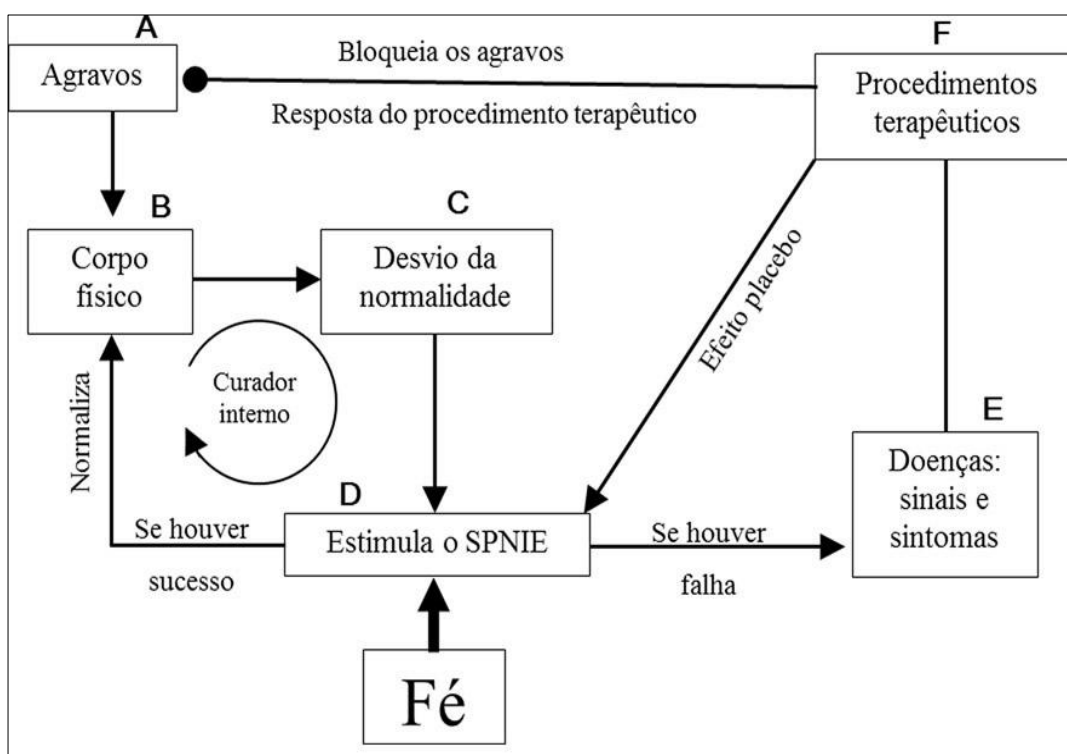 A
Agravos
Bloqueia os agravos
Resposta do procedimento terapêutico
F
Procedimentos
terapêuticos
B
Corpo
físico
C
Desvio da
normalidade
Efeito placebo
Curador
interno
Normaliza
E
Doenças:
sinais e
sintomas
D
Estimula o SPNIE
Se houver
sucesso
Se houver
falha
Fé